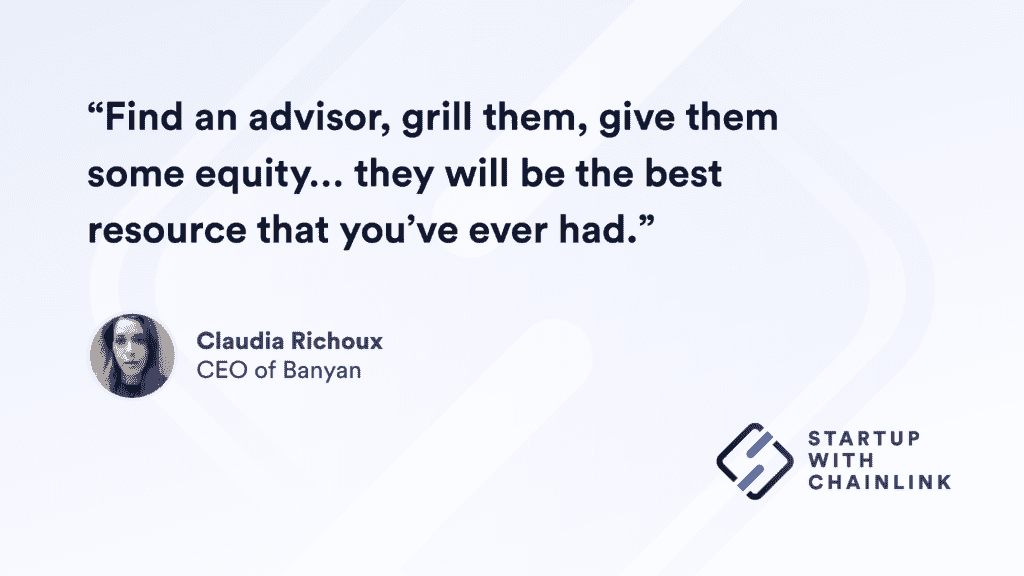 “Find an advisor, grill them, give them
some equity... they will be the best
resource that you’ve ever had.”
Claudia Richoux
CEO of Banyan
STARTUP
WITH
CHAINLINK